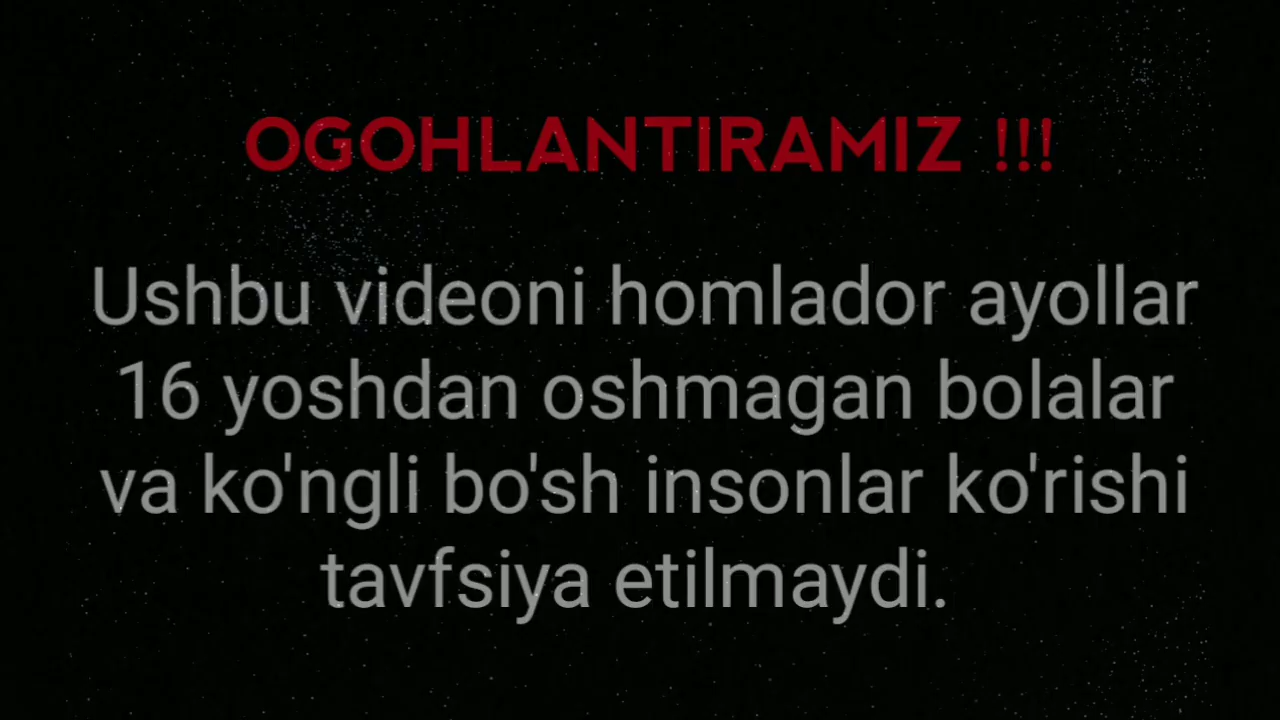 OGOHLANTIRAMIZ !!!
Ushbu videoni homlador ayollar
16 yoshdan oshmagan bolalar
va ko'ngli bo'sh insonlar ko'rishi
tavfsiya etilmaydi.